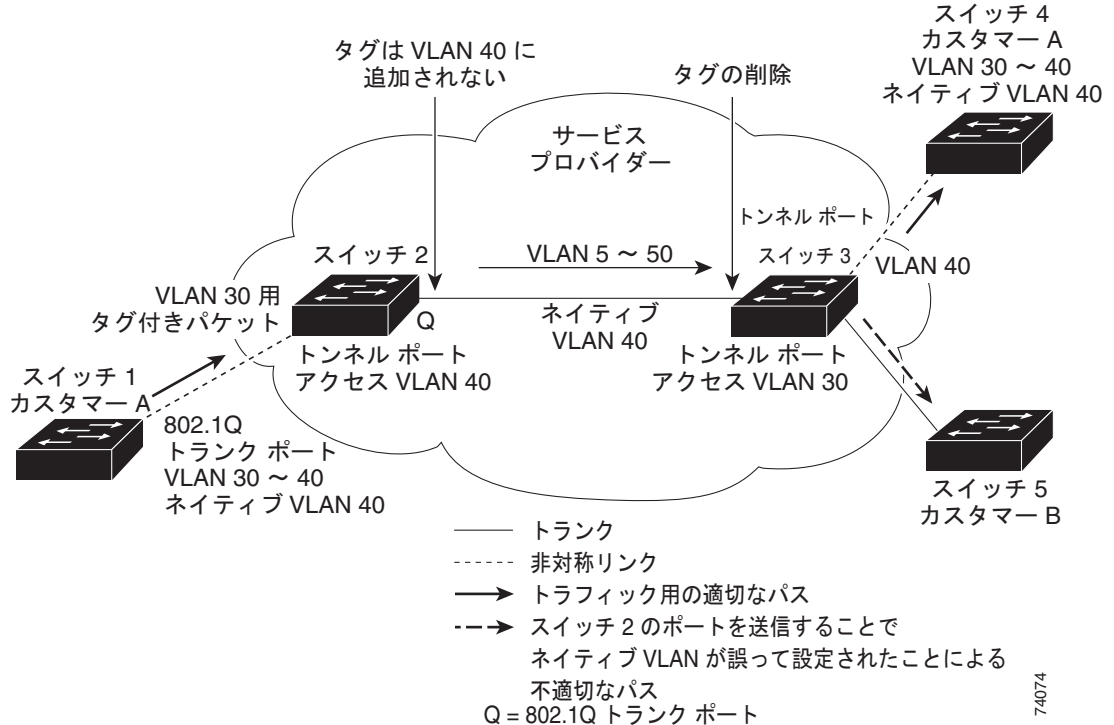 スイッチ 4
カスタマー A
VLAN 30 ～ 40
ネイティブ VLAN 40
タグは VLAN 40 に
追加されない
タグの削除
サービス
プロバイダー
トンネル ポート
スイッチ 2
VLAN 5 ～ 50
スイッチ 3
VLAN 40
VLAN 30 用
タグ付きパケット
Q
ネイティブ
VLAN 40
トンネル ポート
アクセス VLAN 40
トンネル ポート
アクセス VLAN 30
スイッチ 1
カスタマー A
802.1Q
トランク ポート
VLAN 30 ～ 40
ネイティブ VLAN 40
スイッチ 5
カスタマー B
トランク
非対称リンク
トラフィック用の適切なパス
スイッチ 2 のポートを送信することで
ネイティブ VLAN が誤って設定されたことによる
不適切なパス
Q = 802.1Q トランク ポート
74074